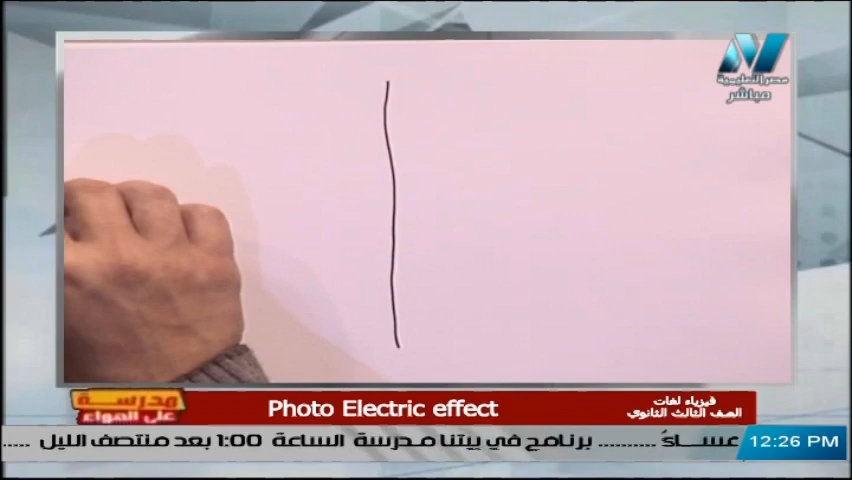 مصر التعليمية
مباشر
مدرسة
على الهواء
Photo Electric effect
فيزياء لغات
الصف الثالث الثانوي
عســـاءً .......... برنامج في بيتنا مدرسة الساعة 1:00 بعد منتصف الليل .....
12:26 PM